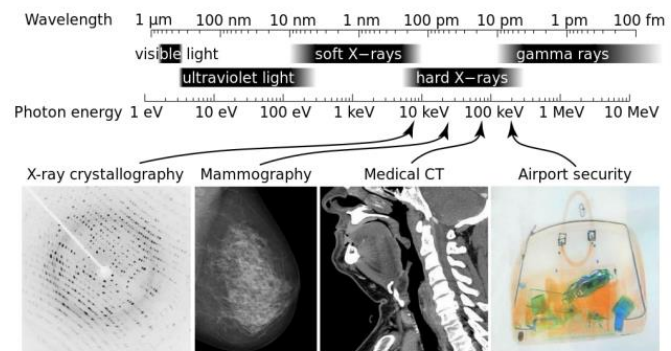 Wavelength 1 μm 100 nm 10 nm 1 nm 100 pm 10 pm 1 pm 100 fm
visible light soft X−rays gamma rays
ultraviolet light hard X−rays
Photon energy 1 eV 10 eV 100 eV 1 keV 10 keV 100 keV 1 MeV 10 MeV
X-ray crystallography Mammography Medical CT Airport security